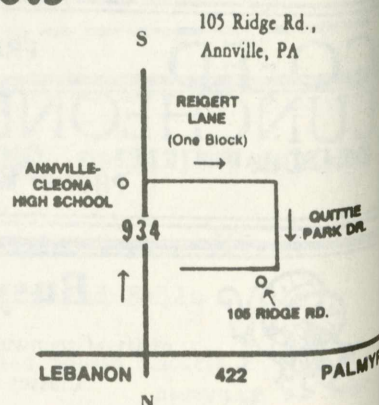 105 Ridge Rd.,
Annville, PA
S
REIGERT
LANE
(One Block)
ANNVILLE-
CLEONA
HIGH SCHOOL
934
QUITTIE
PARK DR.
105 RIDGE RD.
LEBANON
422
N